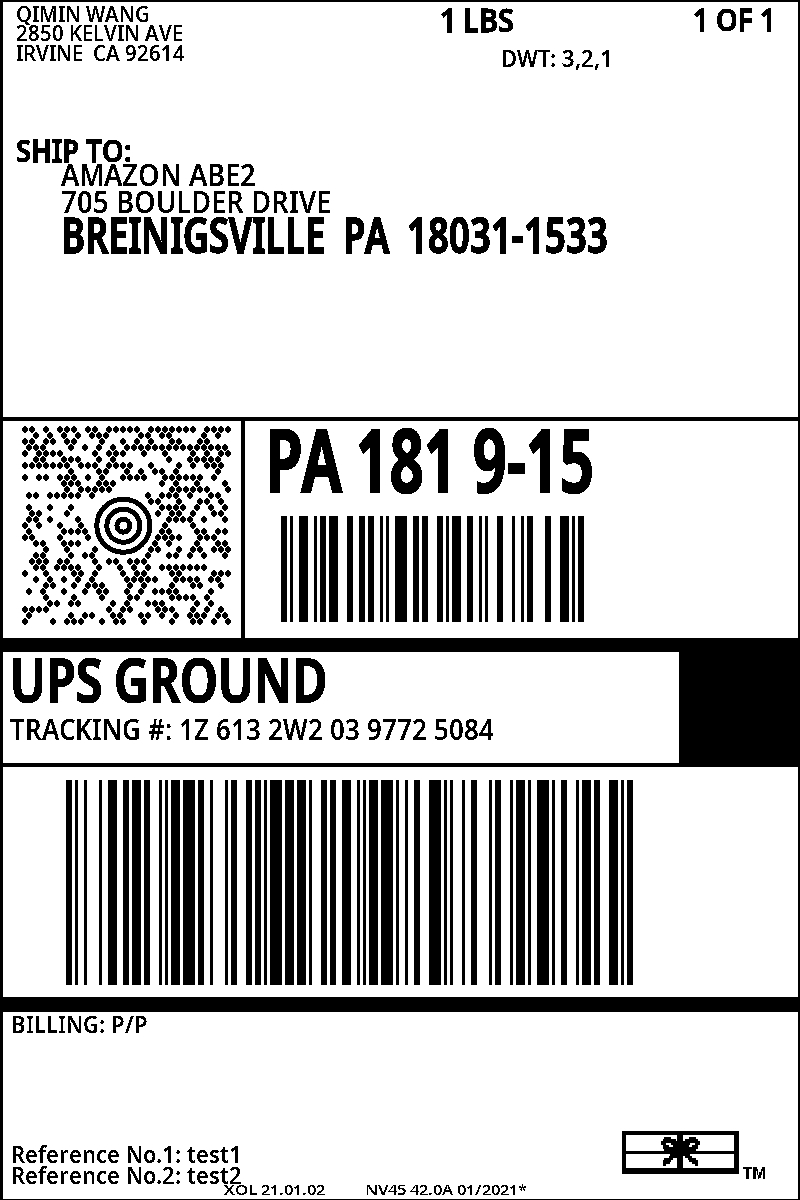 QIMIN WANG
2850 KELVIN AVE
IRVINE CA 92614
1 LBS
1 OF 1
DWT: 3,2,1
SHIP TO:
AMAZON ABE2
705 BOULDER DRIVE
BREINIGSVILLE PA 18031-1533
PA 181 9-15
UPS GROUND
TRACKING #: 1Z 613 2W2 03 9772 5084
BILLING: P/P
Reference No.1: test1
Reference No.2: test2
XOL 21.01.02 NV45 42.0A 01/2021*
TM